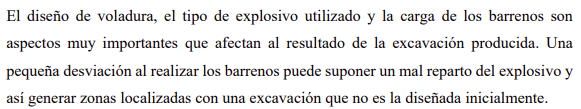 El diseño de voladura, el tipo de explosivo utilizado y la carga de los barrenos son
aspectos muy importantes que afectan al resultado de la excavación producida. Una
pequeña desviación al realizar los barrenos puede suponer un mal reparto del explosivo y
así generar zonas localizadas con una excavación que no es la diseñada inicialmente.